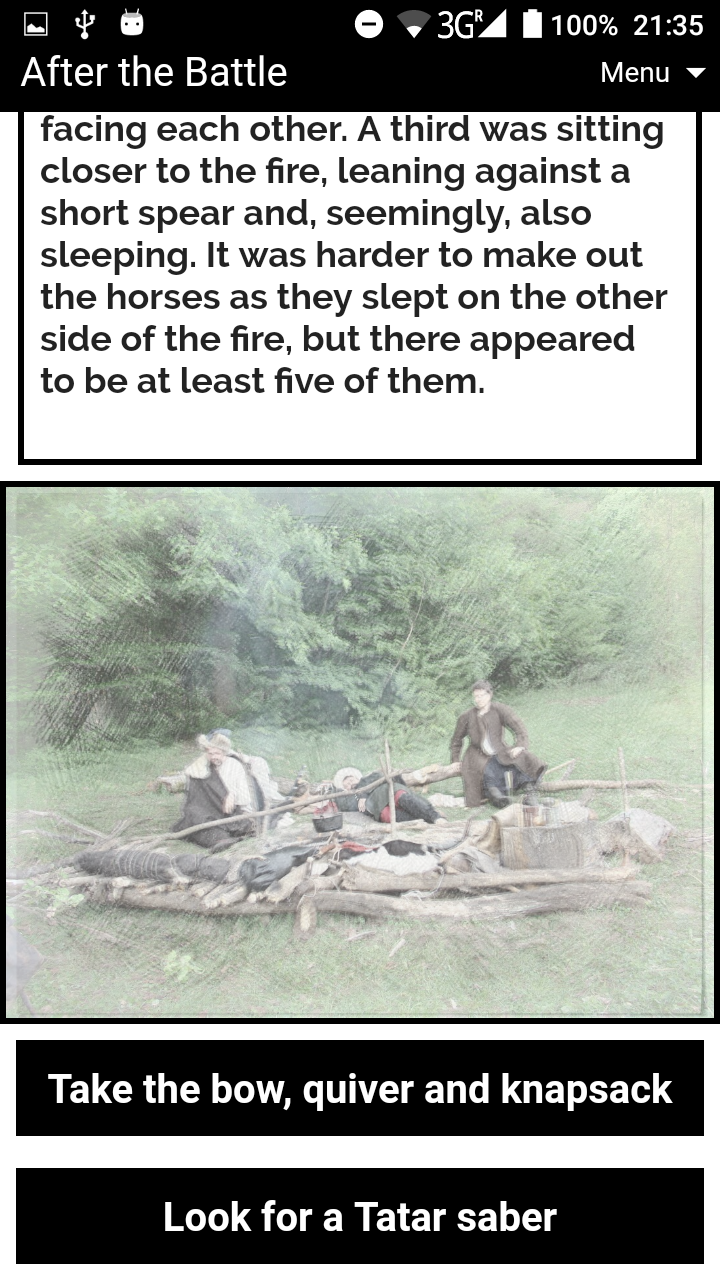 3G R 100% 21:35
After the Battle Menu
facing each other. A third was sitting
closer to the fire, leaning against a
short spear and, seemingly, also
sleeping. It was harder to make out
the horses as they slept on the other
side of the fire, but there appeared
to be at least five of them.
Take the bow, quiver and knapsack
Look for a Tatar saber